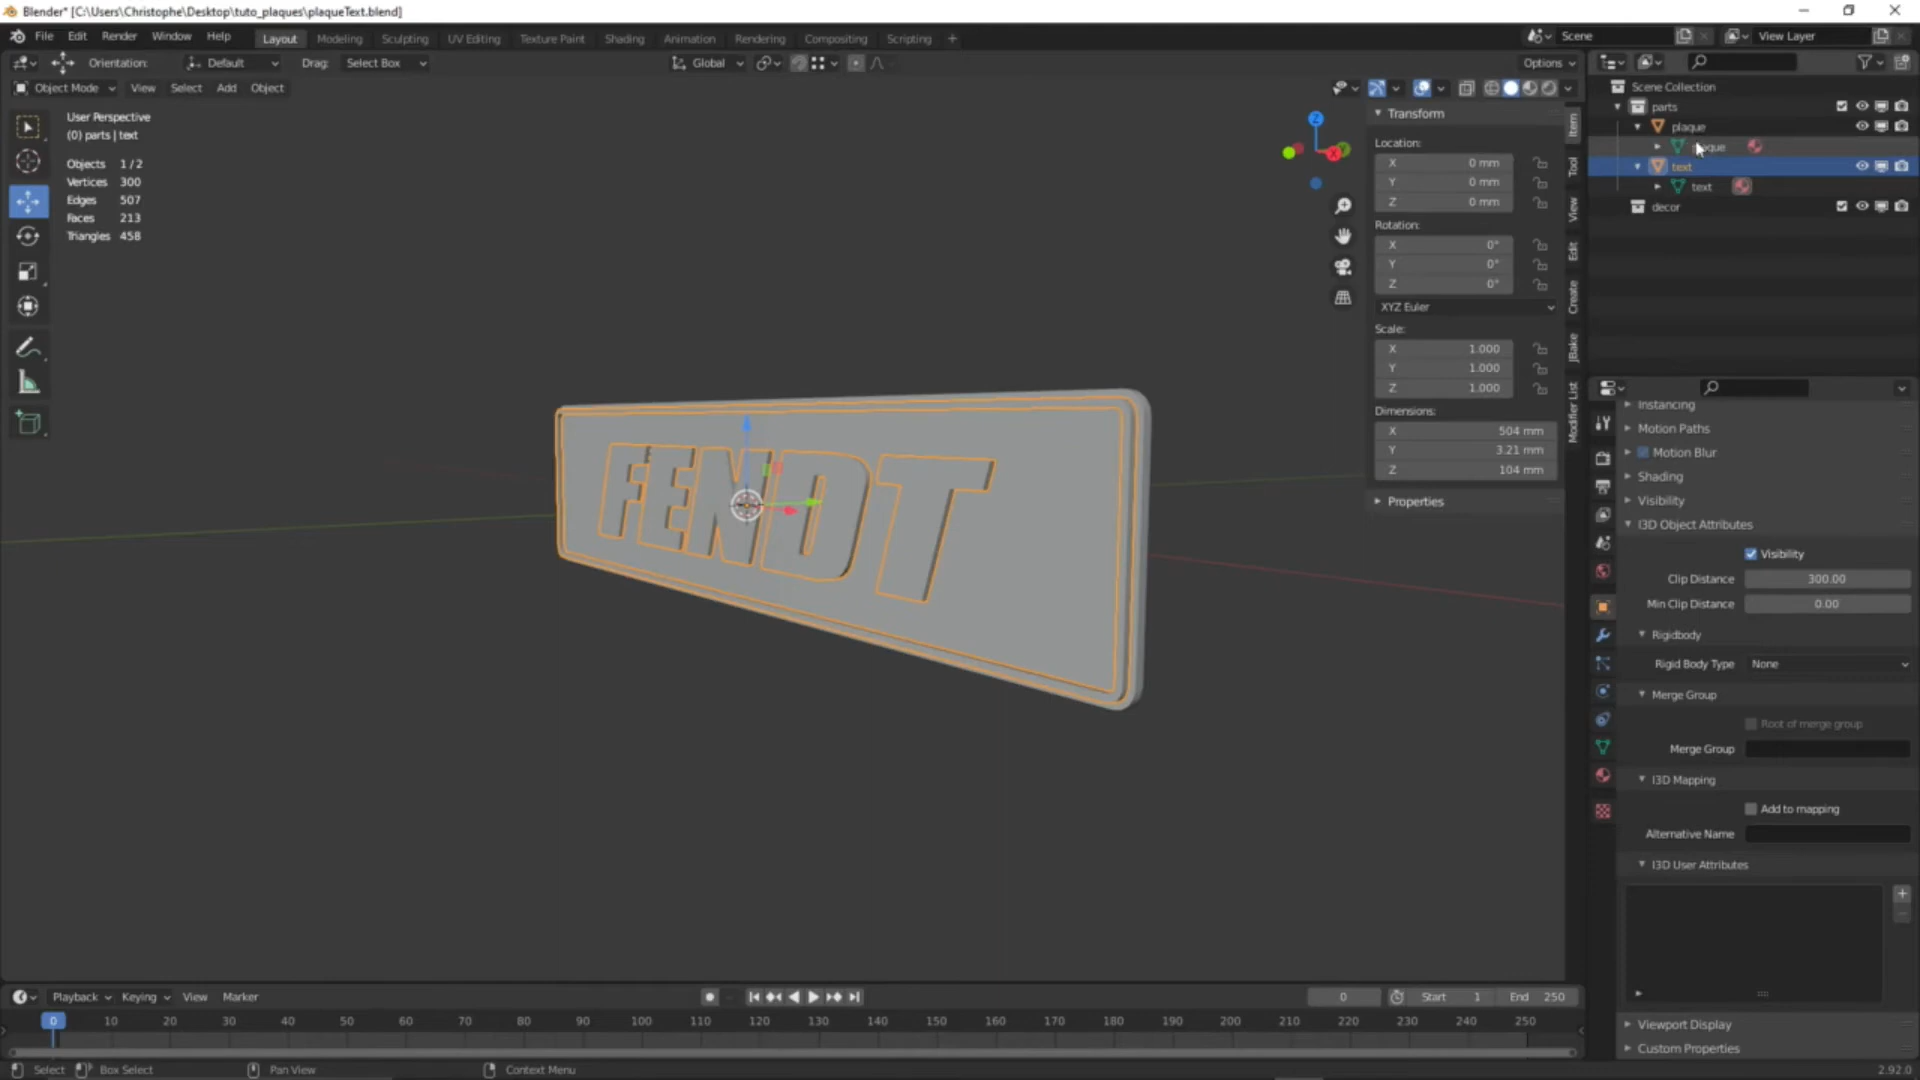 Blender* [C:\Users\Christophe\Desktop\tuto_plaques\plaqueText.blend]
File Edit Render Window Help Layout Modeling Sculpting UV Editing Texture Paint Shading Animation Rendering Compositing Scripting + Scene View Layer
Orientation: Default Drag: Select Box Global Options
Object Mode View Select Add Object
User Perspective
(0) parts | text
Objects 1/2
Vertices 300
Edges 507
Faces 213
Triangles 458
Z
X
Y
FENDT
Transform
Location:
X 0 mm
Y 0 mm
Z 0 mm
Rotation:
X 0°
Y 0°
Z 0°
XYZ Euler
Scale:
X 1.000
Y 1.000
Z 1.000
Dimensions:
X 504 mm
Y 3.21 mm
Z 104 mm
Properties
Item
Tool
View
Edit
Create
JBake
Modifier List
Scene Collection
parts
plaque
text
text
decor
Instancing
Motion Paths
Motion Blur
Shading
Visibility
I3D Object Attributes
Visibility
Clip Distance 300.00
Min Clip Distance 0.00
Rigidbody
Rigid Body Type None
Merge Group
Root of merge group
Merge Group
I3D Mapping
Add to mapping
Alternative Name
I3D User Attributes
Viewport Display
Custom Properties
Playback Keying View Marker 0 Start 1 End 250
0 10 20 30 40 50 60 70 80 90 100 110 120 130 140 150 160 170 180 190 200 210 220 230 240 250
Select Box Select Pan View Context Menu 2.92.0